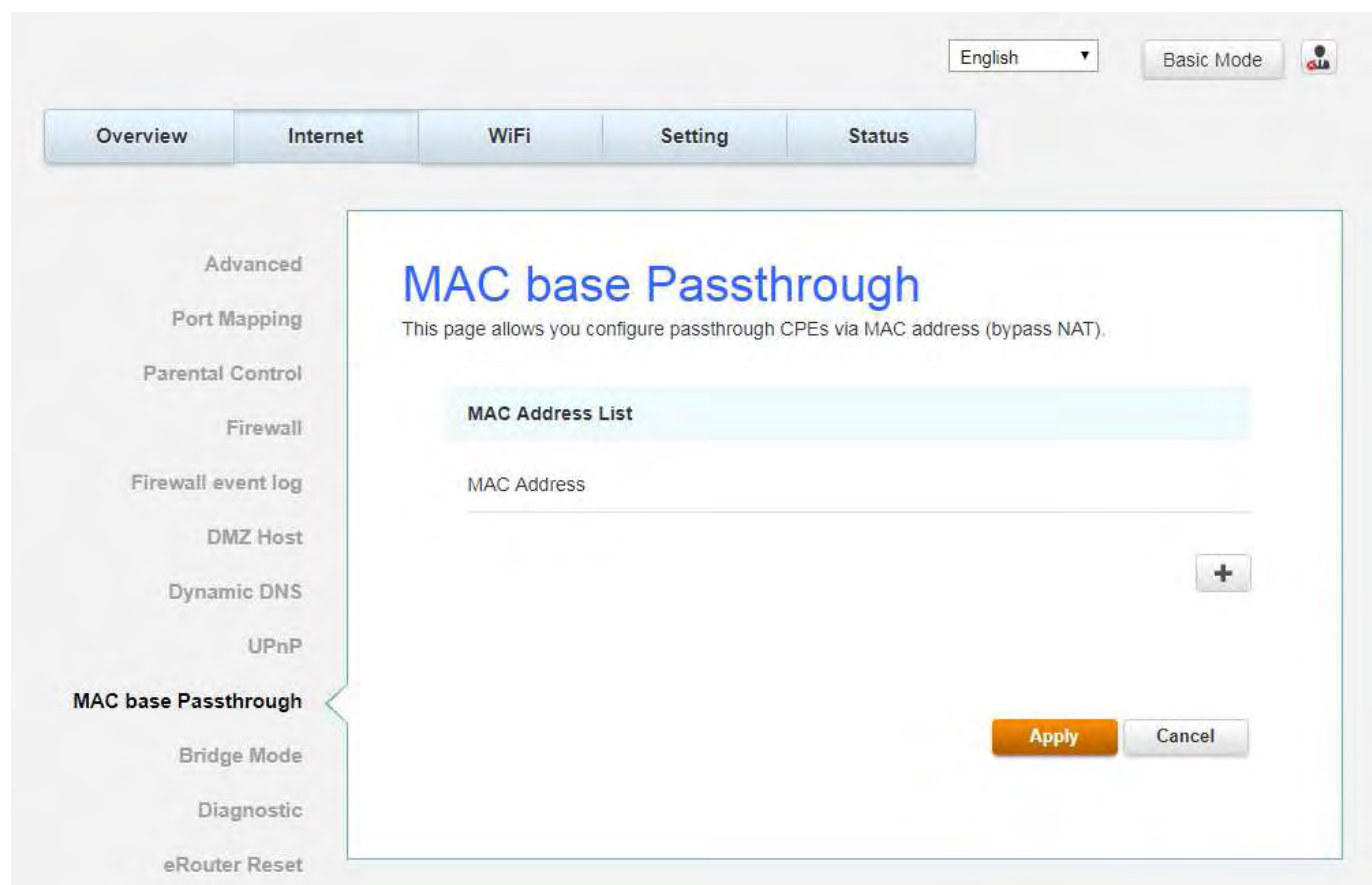 English
Basic Mode
Overview Internet WiFi Setting Status
Advanced
Port Mapping
Parental Control
Firewall
Firewall event log
DMZ Host
Dynamic DNS
UPnP
MAC base Passthrough
Bridge Mode
Diagnostic
eRouter Reset
MAC base Passthrough
This page allows you configure passthrough CPEs via MAC address (bypass NAT).
MAC Address List
MAC Address
+
Apply Cancel